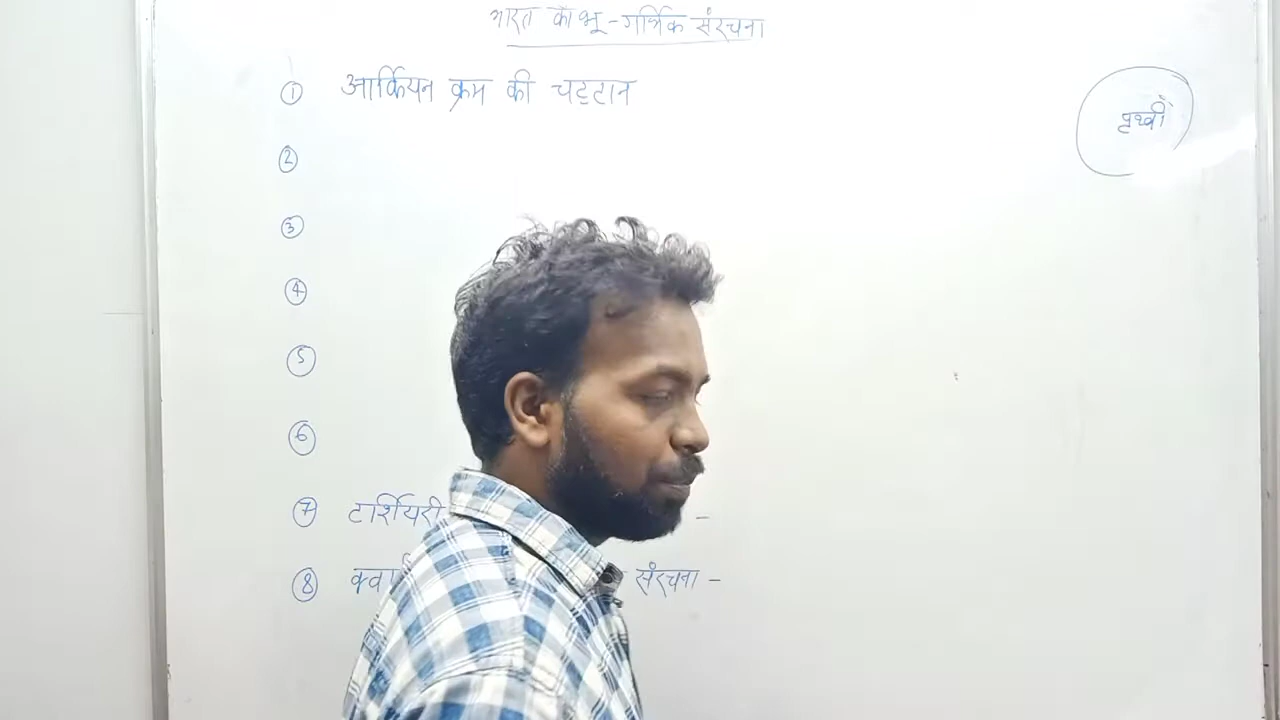 भारत का भू-गर्भिक संरचना
① आर्कियन क्रम की चट्टान
पृथ्वी
②
③
④
⑤
⑥
⑦ टर्शियरी -
⑧ संरचना -